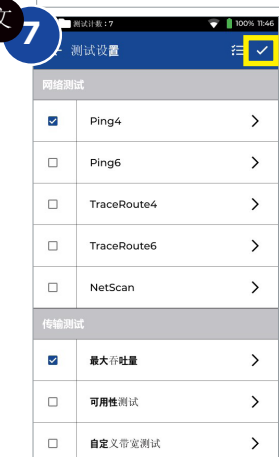 文
7
测试计数：7
100% 11:46
测试设置
网络测试
Ping4
Ping6
TraceRoute4
TraceRoute6
NetScan
传输测试
最大吞吐量
可用性测试
自定义带宽测试